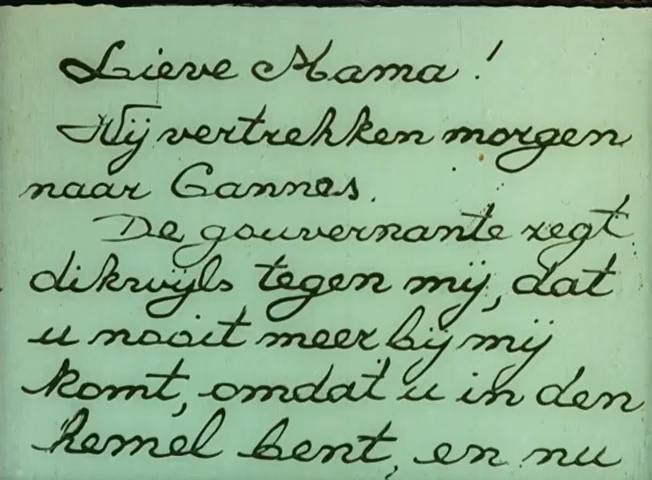 Lieve Mama!
Wij vertrekken morgen
naar Cannes.
De gouvernante zegt
dikwijls tegen mij, dat
u nooit meer bij mij
komt, omdat u in den
hemel bent, en nu